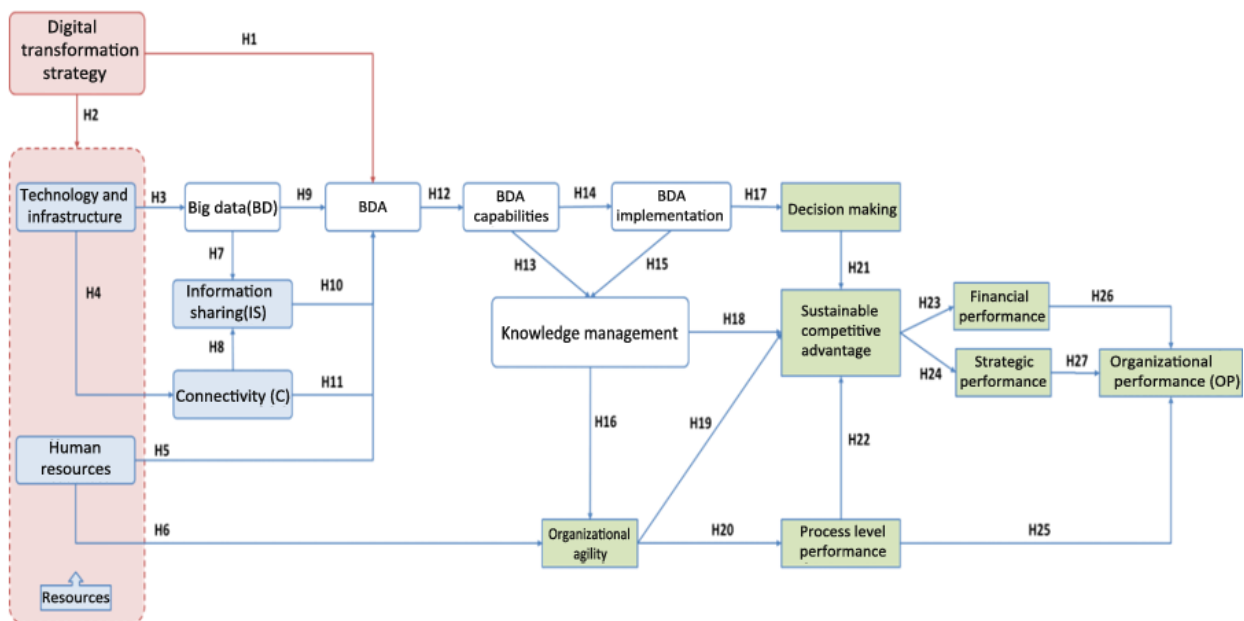 Digital
transformation
strategy
H1
H2
Technology and
infrastructure
H3
Big data(BD)
H9
BDA
H12
BDA
capabilities
H14
BDA
implementation
H17
Decision making
H7
H13
H15
H21
H4
Information
sharing(IS)
H10
Knowledge management
H18
Sustainable
competitive
advantage
H23
Financial
performance
H26
H8
H24
Strategic
performance
H27
Organizational
performance (OP)
Connectivity (C)
H11
H16
H19
H22
Human
resources
H5
H6
Organizational
agility
H20
Process level
performance
H25
Resources